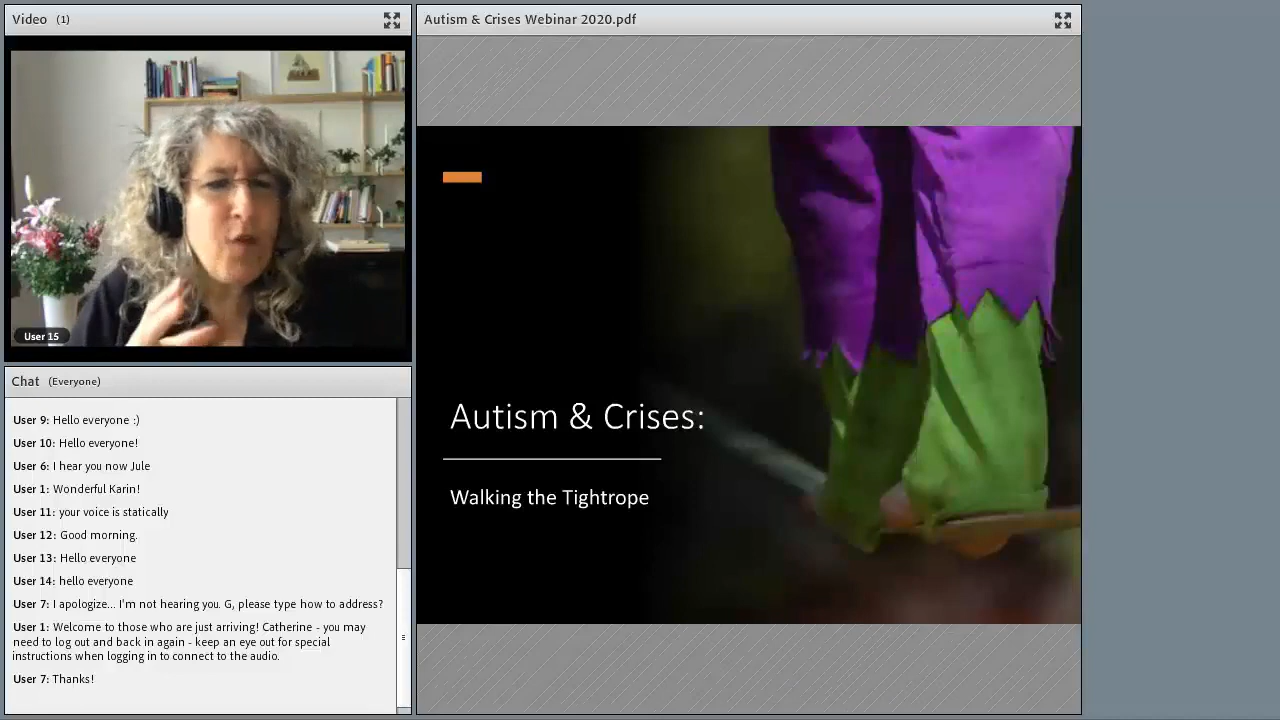 Video (1)
User 15
Chat (Everyone)
User 9: Hello everyone :)
User 10: Hello everyone!
User 6: I hear you now Jule
User 1: Wonderful Karin!
User 11: your voice is statically
User 12: Good morning.
User 13: Hello everyone
User 14: hello everyone
User 7: I apologize... I'm not hearing you. G, please type how to address?
User 1: Welcome to those who are just arriving! Catherine - you may
need to log out and back in again - keep an eye out for special
instructions when logging in to connect to the audio.
User 7: Thanks!
Autism & Crises Webinar 2020.pdf
Autism & Crises:
Walking the Tightrope